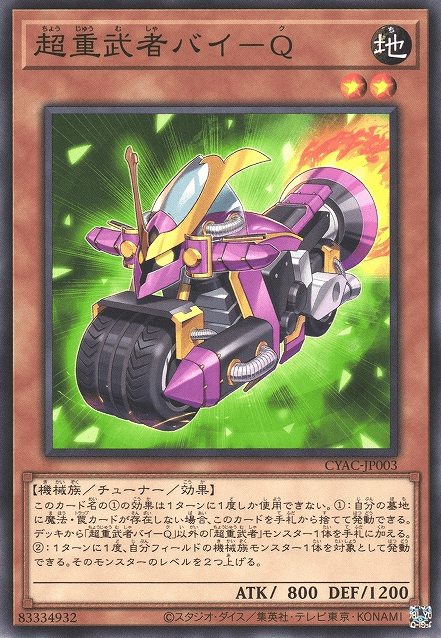 超重武者バイ－Q
地
CYAC-JP003
【機械族／チューナー／効果】
このカード名の①の効果は1ターンに1度しか使用できない。①：自分の墓地
に魔法・罠カードが存在しない場合、このカードを手札から捨てて発動できる。
デッキから「超重武者バイ－Q」以外の「超重武者」モンスター1体を手札に加える。
②：1ターンに1度、自分フィールドの機械族モンスター1体を対象として発動
できる。そのモンスターのレベルを2つ上げる。
ATK/ 800 DEF/1200
83334932
©スタジオ・ダイス／集英社・テレビ東京・KONAMI